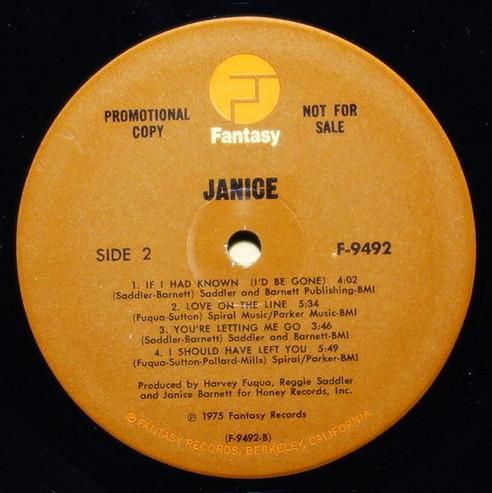 PROMOTIONAL
COPY
NOT FOR
SALE
Fantasy
JANICE
SIDE 2
F-9492
1. IF I HAD KNOWN (I'D BE GONE) 4:02
(Saddler-Barnett) Saddler and Barnett Publishing-BMI
2. LOVE ON THE LINE 5:34
(Fuqua-Sutton) Spiral Music/Parker Music-BMI
3. YOU'RE LETTING ME GO 3:46
(Saddler-Barnett) Saddler and Barnett-BMI
4. I SHOULD HAVE LEFT YOU 5:49
(Fuqua-Sutton-Pollard-Mills) Spiral/Parker-BMI
Produced by Harvey Fuqua, Reggie Saddler
and Janice Barnett for Honey Records, Inc.
℗ 1975 Fantasy Records
(F-9492-B)
© FANTASY RECORDS, BERKELEY, CALIFORNIA